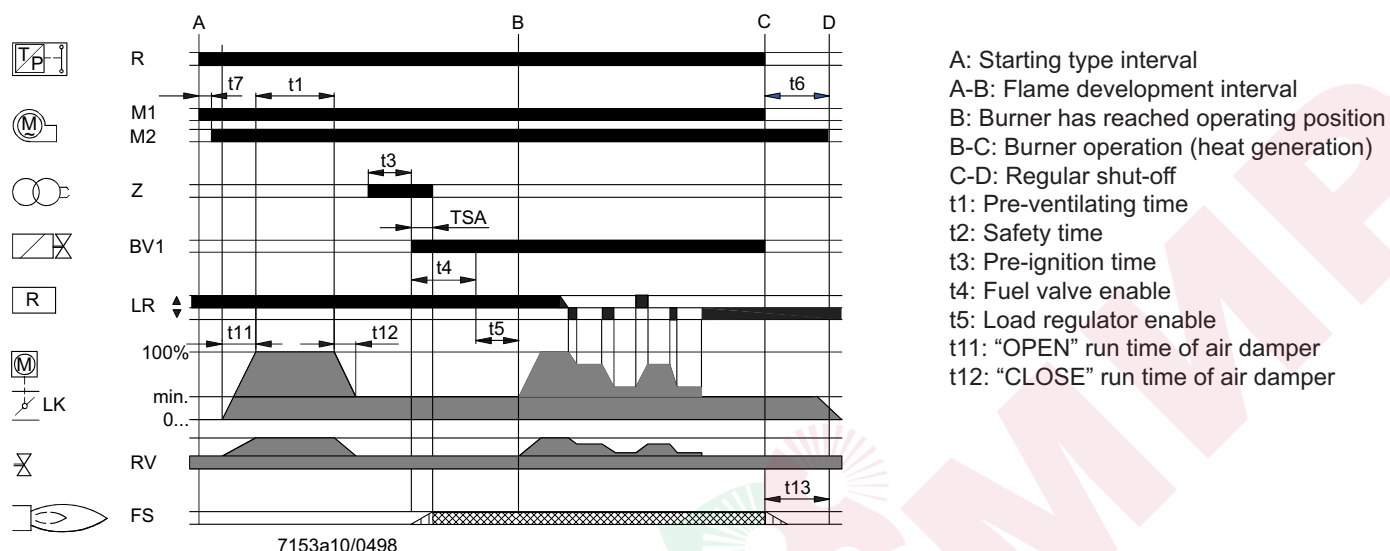 A B C D
T P
R
t7 t1 t6
M1
M
M2
t3
Z
TSA
BV1
t4
R
LR
t11 t12 t5
100%
M
min.
LK
0...
RV
t13
FS
7153a10/0498
A: Starting type interval
A-B: Flame development interval
B: Burner has reached operating position
B-C: Burner operation (heat generation)
C-D: Regular shut-off
t1: Pre-ventilating time
t2: Safety time
t3: Pre-ignition time
t4: Fuel valve enable
t5: Load regulator enable
t11: “OPEN” run time of air damper
t12: “CLOSE” run time of air damper
СМИР